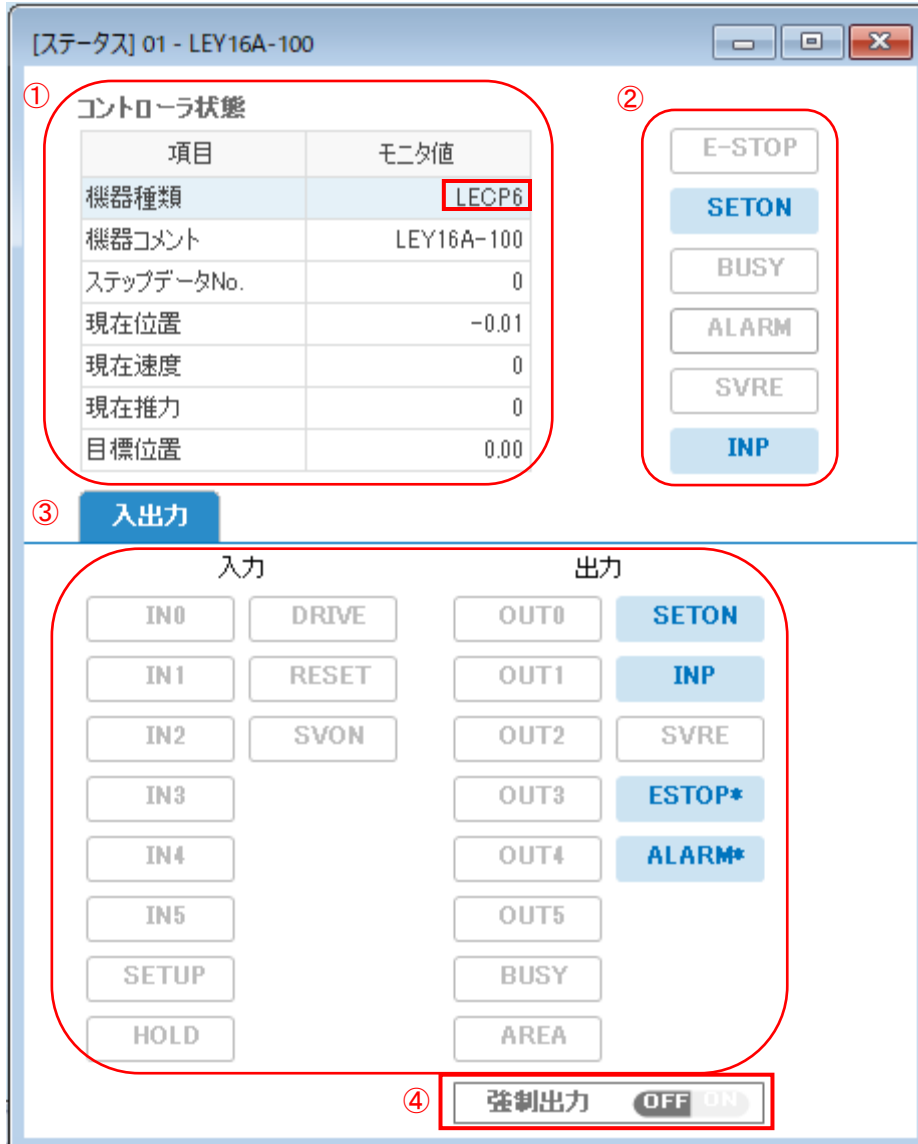 [ステータス] 01 - LEY16A-100
①
コントローラ状態
項目 モニタ値
機器種類 LECP6
機器コメント LEY16A-100
ステップデータNo. 0
現在位置 -0.01
現在速度 0
現在推力 0
目標位置 0.00
②
E-STOP
SETON
BUSY
ALARM
SVRE
INP
③
入出力
入力 出力
IN0 DRIVE OUT0 SETON
IN1 RESET OUT1 INP
IN2 SVON OUT2 SVRE
IN3 OUT3 ESTOP*
IN4 OUT4 ALARM*
IN5 OUT5
SETUP BUSY
HOLD AREA
④ 強制出力 OFF ON